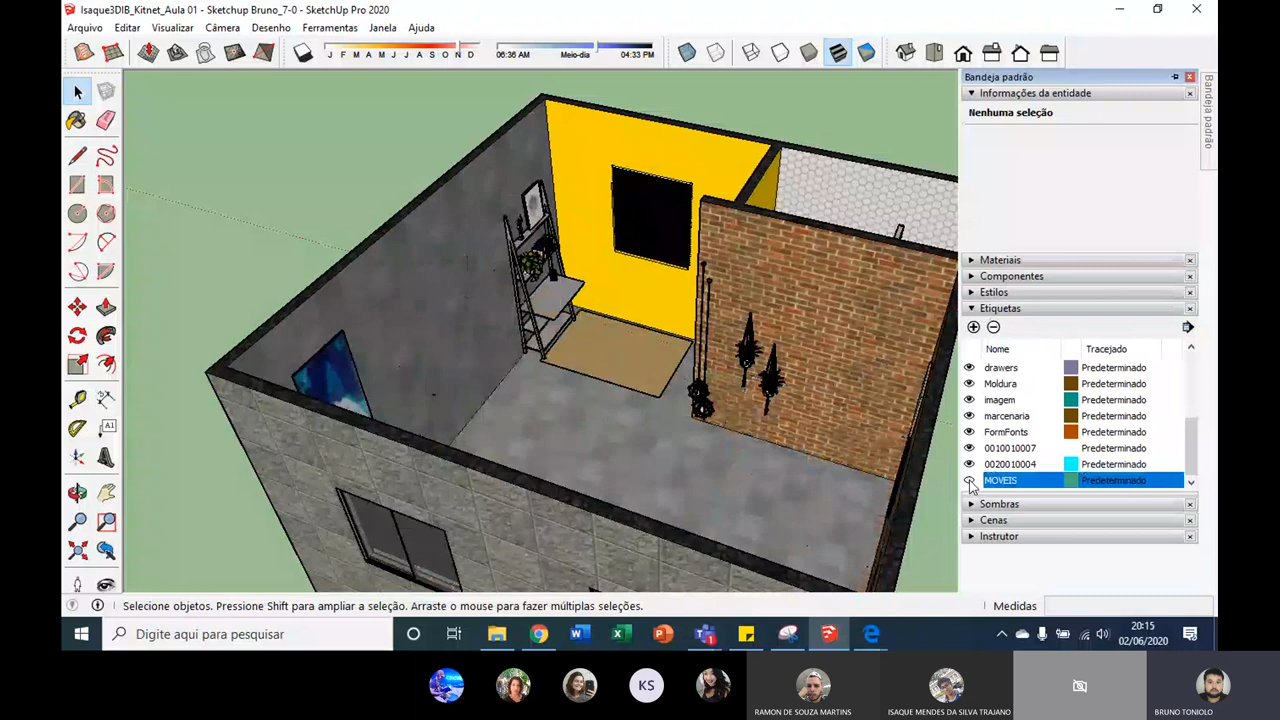 Isaque3DIB_Kitnet_Aula 01 - Sketchup Bruno_7-0 - SketchUp Pro 2020
Arquivo Editar Visualizar Câmera Desenho Ferramentas Janela Ajuda
J F M A M J J A S O N D 06:36 AM Meio-dia 04:33 PM
Bandeja padrão
Informações da entidade
Nenhuma seleção
Bandeja padrão
Materiais
Componentes
Estilos
Etiquetas
Nome Tracejado
drawers Predeterminado
Moldura Predeterminado
imagem Predeterminado
marcenaria Predeterminado
FormFonts Predeterminado
0010010007 Predeterminado
0020010004 Predeterminado
MOVEIS Predeterminado
Sombras
Cenas
Instrutor
A1
Selecione objetos. Pressione Shift para ampliar a seleção. Arraste o mouse para fazer múltiplas seleções.
Medidas
Digite aqui para pesquisar
20:15
02/06/2020
KS
RAMON DE SOUZA MARTINS
ISAQUE MENDES DA SILVA TRAJANO
BRUNO TONIOLO